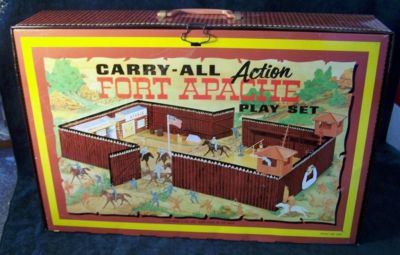 CARRY-ALL Action
FORT APACHE
PLAY SET